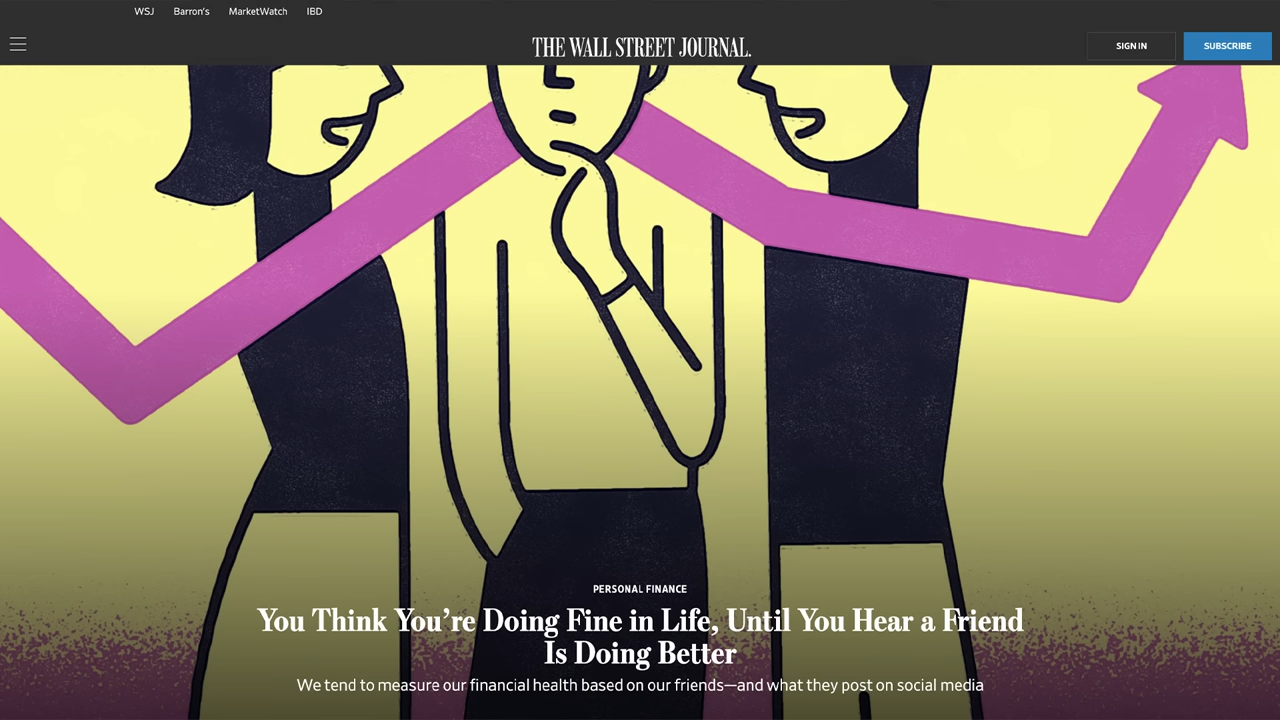 WSJ Barron's MarketWatch IBD
THE WALL STREET JOURNAL.
SIGN IN
SUBSCRIBE
PERSONAL FINANCE
You Think You’re Doing Fine in Life, Until You Hear a Friend
Is Doing Better
We tend to measure our financial health based on our friends—and what they post on social media